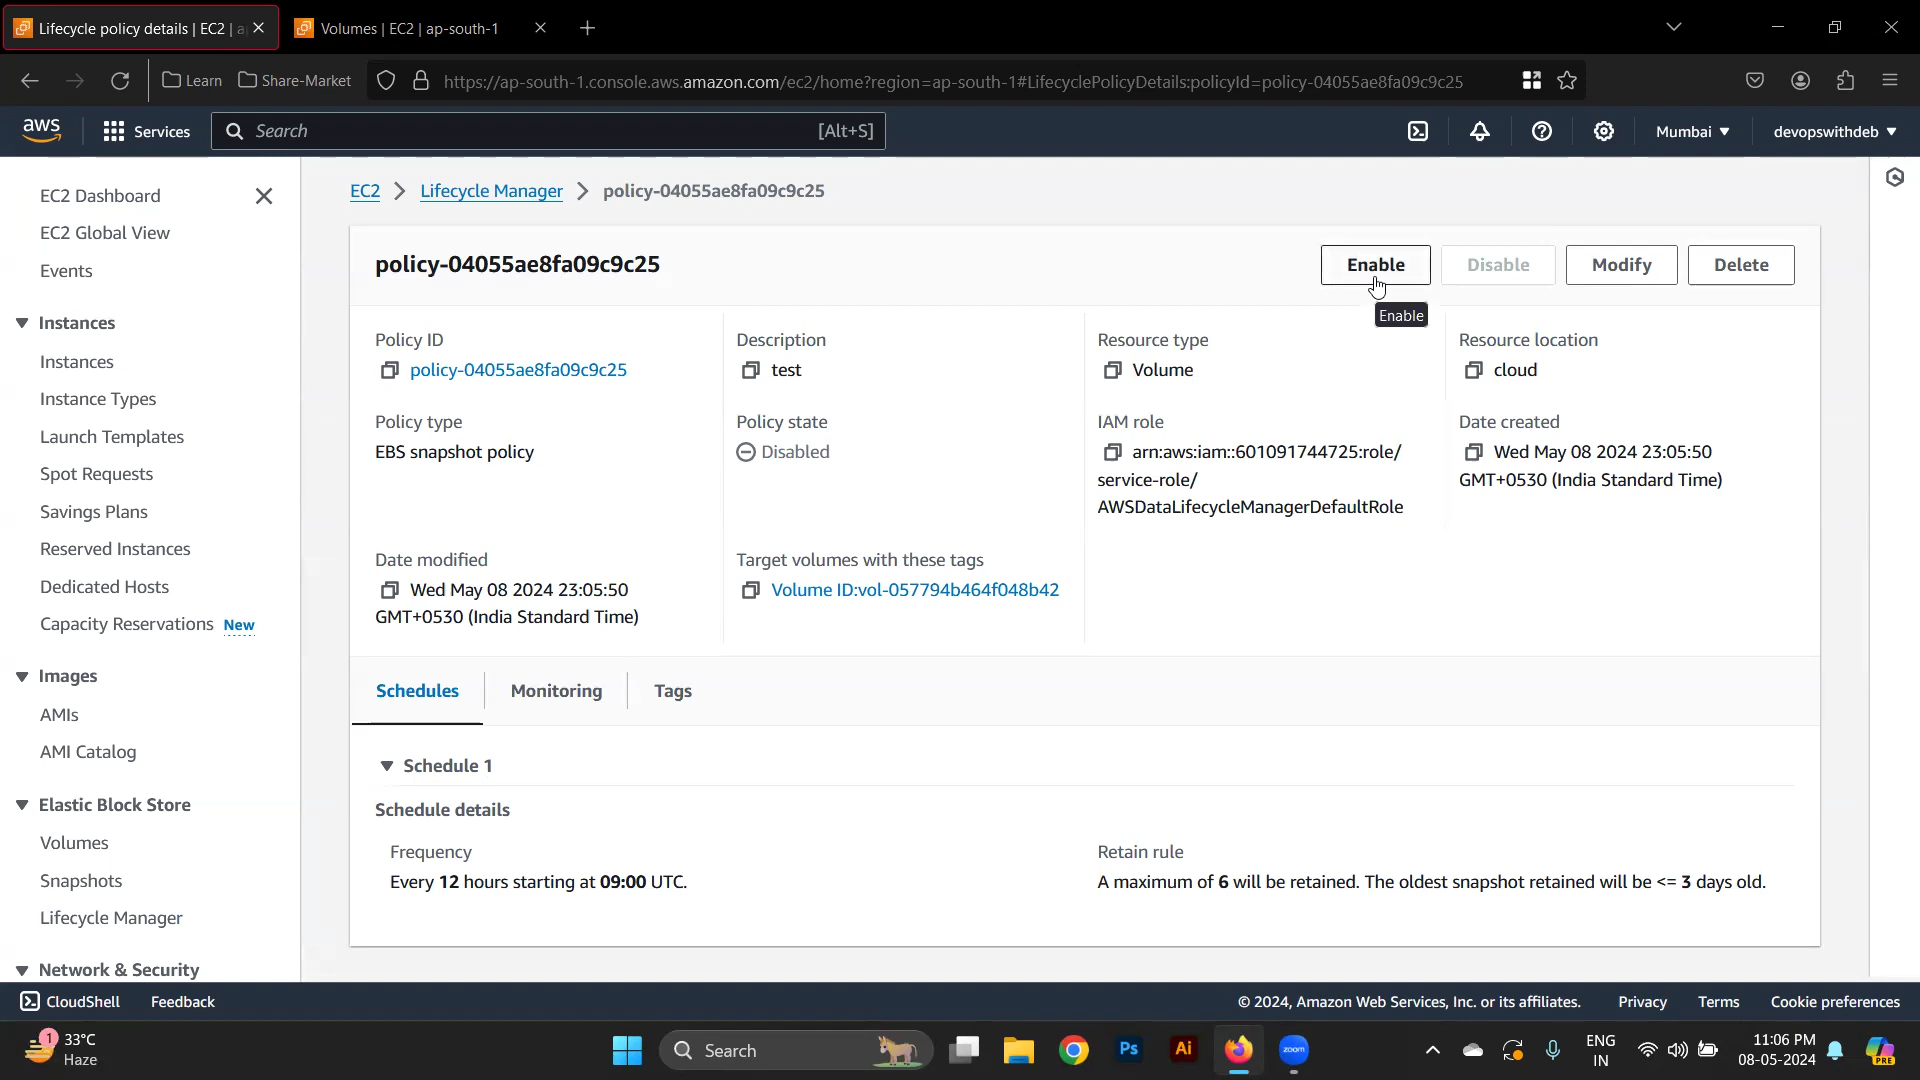 Lifecycle policy details | EC2 | a
Volumes | EC2 | ap-south-1
Learn
Share-Market
https://ap-south-1.console.aws.amazon.com/ec2/home?region=ap-south-1#LifecyclePolicyDetails:policyId=policy-04055ae8fa09c9c25
aws
Services
Search
[Alt+S]
Mumbai
devopswithdeb
EC2 Dashboard
EC2 Global View
Events
Instances
Instances
Instance Types
Launch Templates
Spot Requests
Savings Plans
Reserved Instances
Dedicated Hosts
Capacity Reservations New
Images
AMIs
AMI Catalog
Elastic Block Store
Volumes
Snapshots
Lifecycle Manager
Network & Security
EC2 > Lifecycle Manager > policy-04055ae8fa09c9c25
policy-04055ae8fa09c9c25
Enable
Disable
Modify
Delete
Enable
Policy ID
policy-04055ae8fa09c9c25
Description
test
Resource type
Volume
Resource location
cloud
Policy type
EBS snapshot policy
Policy state
Disabled
IAM role
arn:aws:iam::601091744725:role/
service-role/
AWSDataLifecycleManagerDefaultRole
Date created
Wed May 08 2024 23:05:50
GMT+0530 (India Standard Time)
Date modified
Wed May 08 2024 23:05:50
GMT+0530 (India Standard Time)
Target volumes with these tags
Volume ID:vol-057794b464f048b42
Schedules
Monitoring
Tags
Schedule 1
Schedule details
Frequency
Every 12 hours starting at 09:00 UTC.
Retain rule
A maximum of 6 will be retained. The oldest snapshot retained will be <= 3 days old.
CloudShell
Feedback
© 2024, Amazon Web Services, Inc. or its affiliates.
Privacy
Terms
Cookie preferences
1
33°C
Haze
Search
Ps
Ai
zoom
ENG
IN
11:06 PM
08-05-2024
PRE